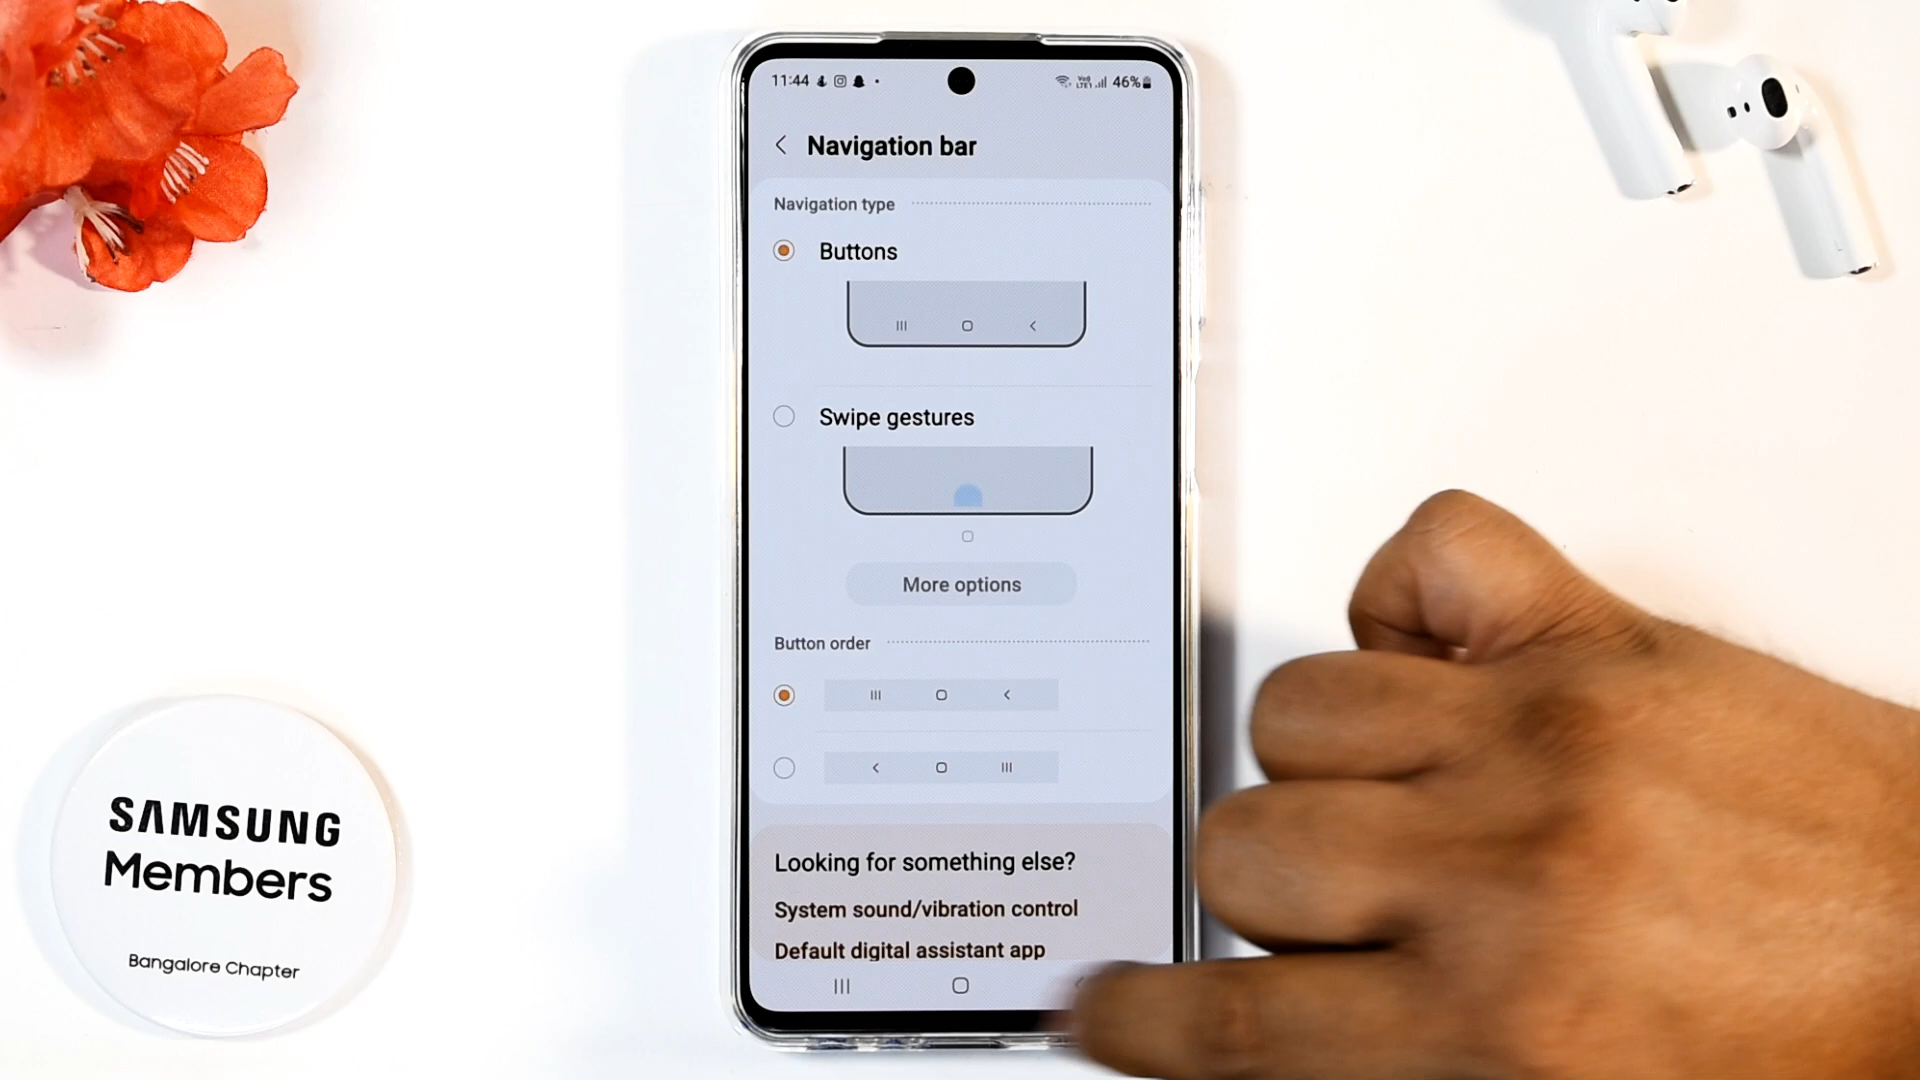 11:44
46%
Navigation bar
Navigation type
Buttons
Swipe gestures
More options
Button order
Looking for something else?
System sound/vibration control
Default digital assistant app
SAMSUNG
Members
Bangalore Chapter